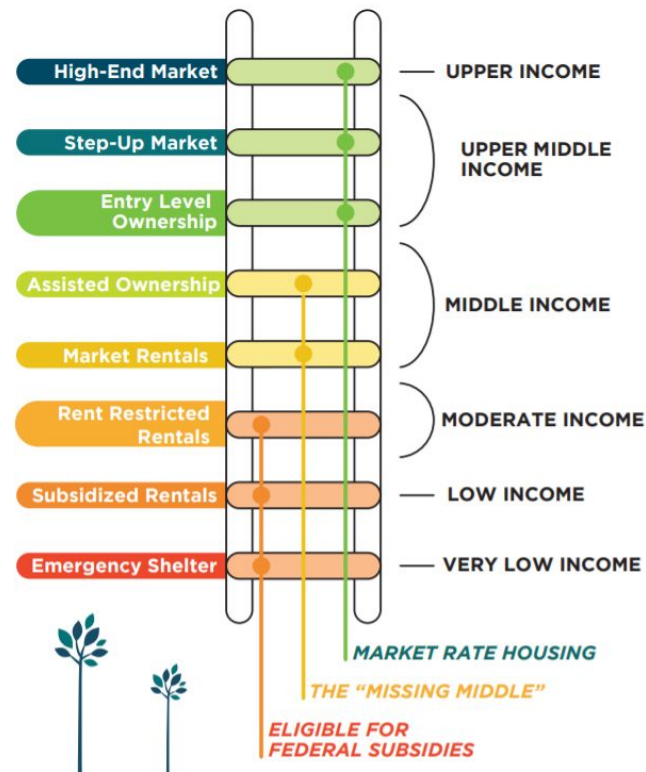 High-End Market
UPPER INCOME
Step-Up Market
UPPER MIDDLE
INCOME
Entry Level
Ownership
Assisted Ownership
MIDDLE INCOME
Market Rentals
Rent Restricted
Rentals
MODERATE INCOME
Subsidized Rentals
LOW INCOME
Emergency Shelter
VERY LOW INCOME
MARKET RATE HOUSING
THE “MISSING MIDDLE”
ELIGIBLE FOR
FEDERAL SUBSIDIES